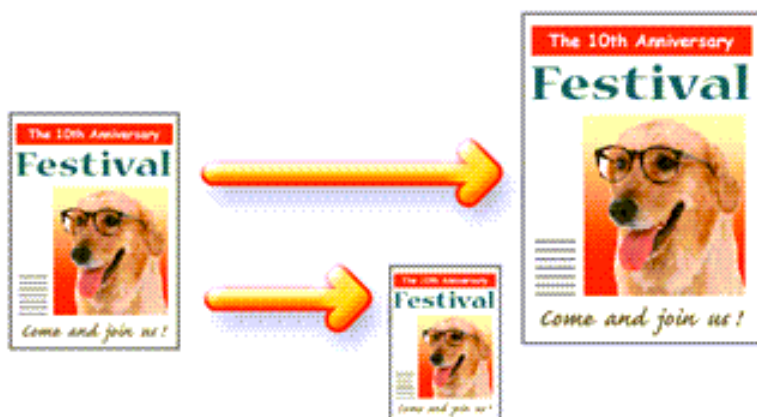 The 10th Anniversary
Festival
Come and join us!
The 10th Anniversary
Festival
Come and join us!
The 10th Anniversary
Festival
Come and join us!